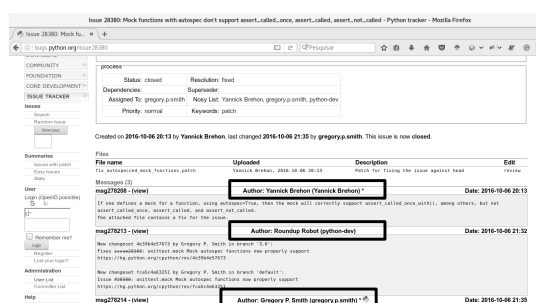 Issue 28380: Mock functions with autospec don't support assert_called_once, assert_called, assert_not_called - Python tracker - Mozilla Firefox
Issue 28380: Mock fu... × +
bugs.python.org/issue28380
Pesquisar
COMMUNITY
FOUNDATION
CORE DEVELOPMENT
ISSUE TRACKER
Issues
Search
Random issue
Show issue
Summaries
Issues with patch
Easy issues
Stats
User
Login (OpenID possible)
Remember me?
Login
Register
Lost your login?
Administration
User List
Committer List
Help
process
Status: closed Resolution: fixed
Dependencies: Superseder:
Assigned To: gregory.p.smith Nosy List: Yannick Brehon, gregory.p.smith, python-dev
Priority: normal Keywords: patch
Created on 2016-10-06 20:13 by Yannick Brehon, last changed 2016-10-06 21:35 by gregory.p.smith. This issue is now closed.
Files
File name Uploaded Description Edit
fix_autospecced_mock_functions.patch Yannick Brehon, 2016-10-06 20:13 Patch for fixing the issue against head review
Messages (3)
msg278208 - (view) Author: Yannick Brehon (Yannick Brehon) * Date: 2016-10-06 20:13
If one defines a mock for a function, using autospec=True, then the mock will correctly support assert_called_once_with(), among others, but not
assert_called_once, assert_called, and assert_not_called.
The attached file contains a fix for the issue.
msg278213 - (view) Author: Roundup Robot (python-dev) Date: 2016-10-06 21:32
New changeset 4e39b4e57673 by Gregory P. Smith in branch '3.6':
Fixes issue28380: unittest.mock Mock autospec functions now properly support
https://hg.python.org/cpython/rev/4e39b4e57673
New changeset fca5c4a63251 by Gregory P. Smith in branch 'default':
Issue #28380: unittest.mock Mock autospec functions now properly support
https://hg.python.org/cpython/rev/fca5c4a63251
msg278214 - (view) Author: Gregory P. Smith (gregory.p.smith) * Date: 2016-10-06 21:35